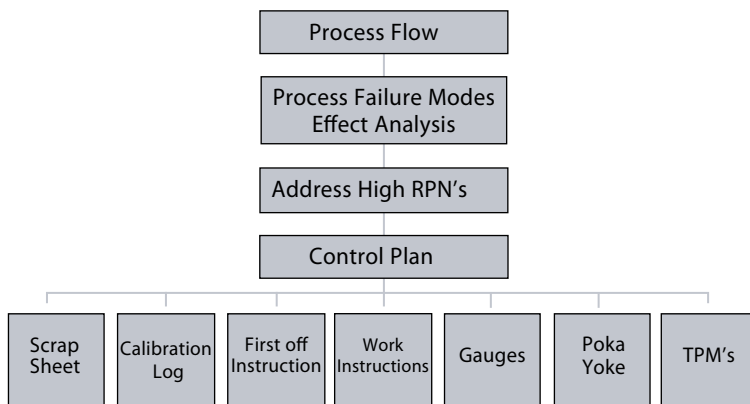 Process Flow
Process Failure Modes
Effect Analysis
Address High RPN's
Control Plan
Scrap
Sheet
Calibration
Log
First off
Instruction
Work
Instructions
Gauges
Poka
Yoke
TPM's